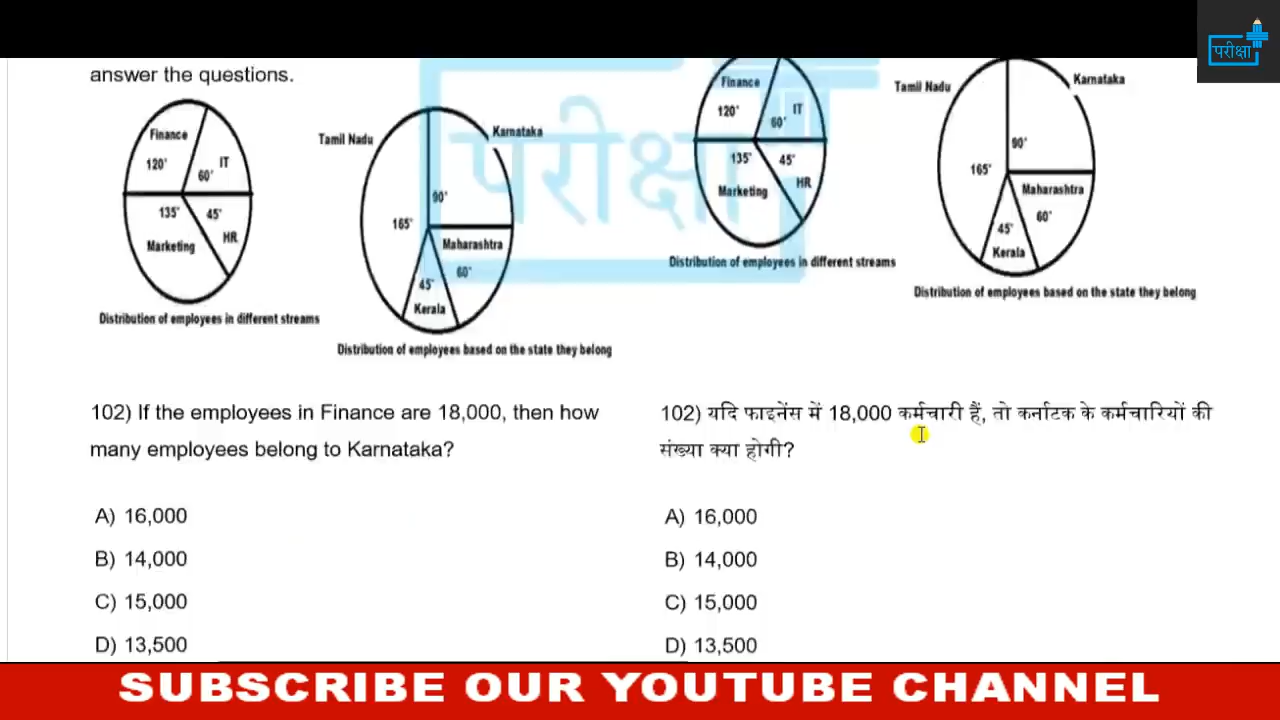 परीक्षा
answer the questions.
Finance
120°
IT
60°
135°
45°
HR
Marketing
Distribution of employees in different streams
Tamil Nadu
Karnataka
90°
165°
Maharashtra
60°
45°
Kerala
Distribution of employees based on the state they belong
परीक्षा
Finance
120°
IT
60°
135°
45°
HR
Marketing
Distribution of employees in different streams
Tamil Nadu
Karnataka
90°
165°
Maharashtra
60°
45°
Kerala
Distribution of employees based on the state they belong
102) If the employees in Finance are 18,000, then how
many employees belong to Karnataka?
A) 16,000
B) 14,000
C) 15,000
D) 13,500
102) यदि फाइनेंस में 18,000 कर्मचारी हैं, तो कर्नाटक के कर्मचारियों की
संख्या क्या होगी?
A) 16,000
B) 14,000
C) 15,000
D) 13,500
SUBSCRIBE OUR YOUTUBE CHANNEL